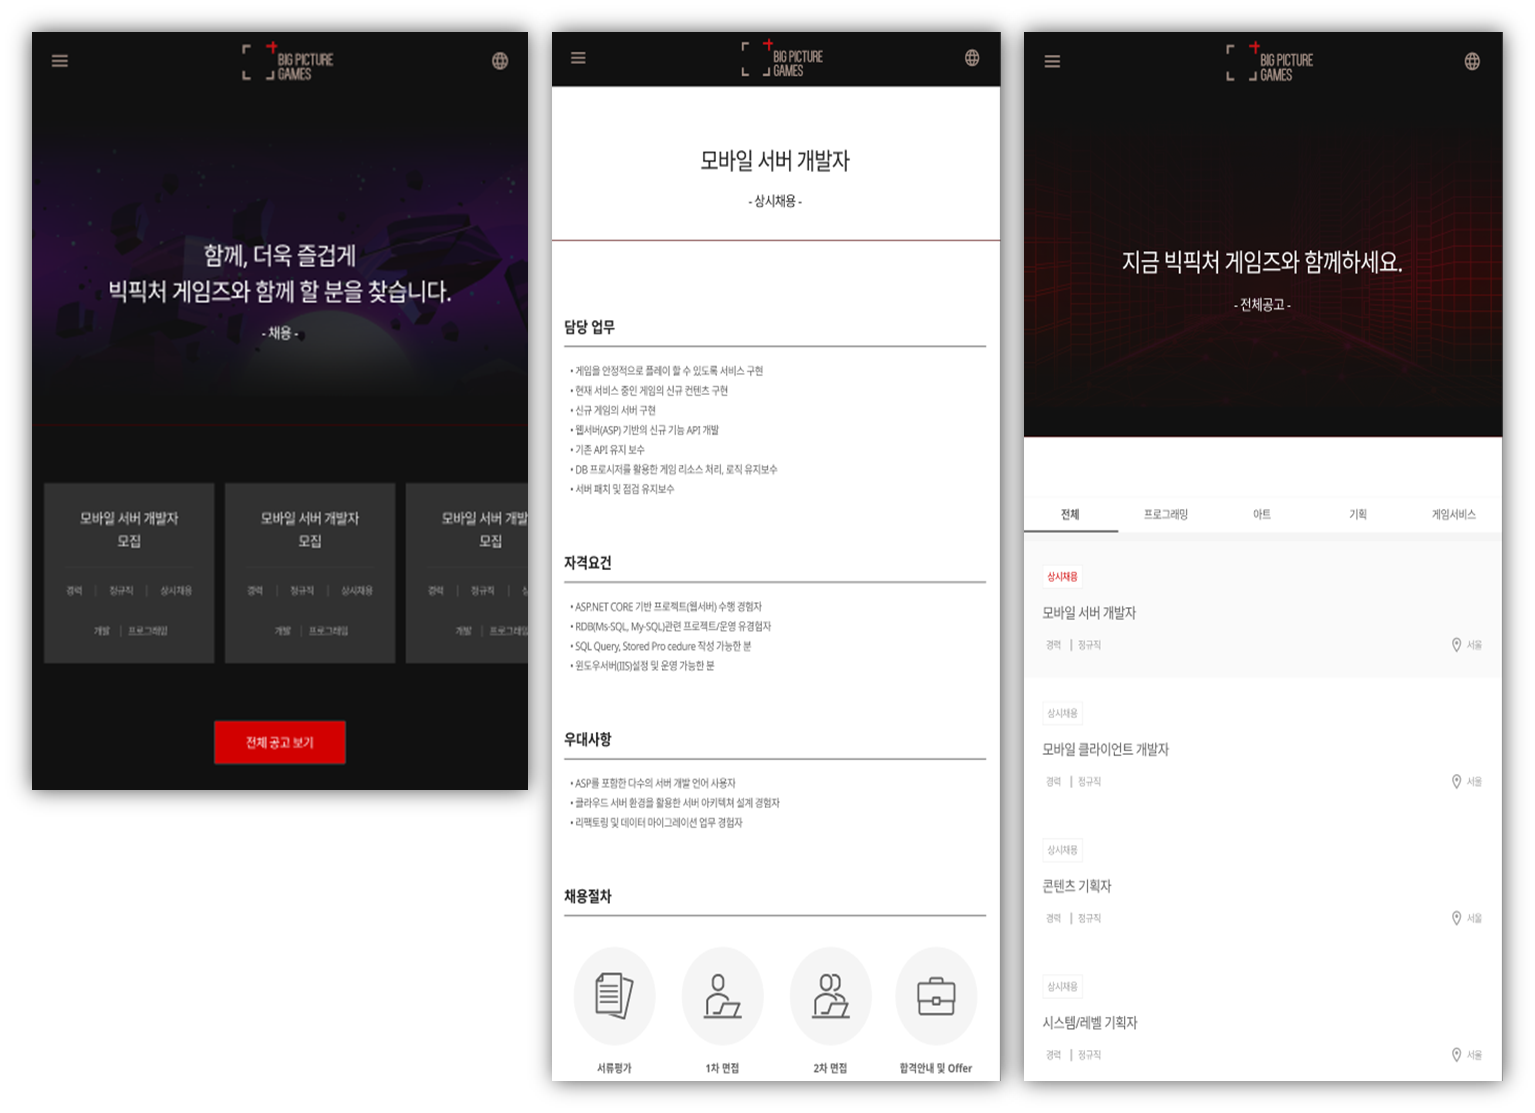 BIG PICTURE
GAMES
함께, 더욱 즐겁게
빅픽처 게임즈와 함께 할 분을 찾습니다.
- 채용 -
모바일 서버 개발자
모집
경력 | 정규직 | 상시채용
개발 | 프로그래밍
모바일 서버 개발자
모집
경력 | 정규직 | 상시채용
개발 | 프로그래밍
모바일 서버 개발
모집
경력 | 정규직 |
개발 | 프로그래밍
전체 공고 보기
BIG PICTURE
GAMES
모바일 서버 개발자
- 상시채용 -
담당 업무
• 게임을 안정적으로 플레이 할 수 있도록 서비스 구현
• 현재 서비스 중인 게임의 신규 컨텐츠 구현
• 신규 게임의 서버 구현
• 웹서버(ASP) 기반의 신규 기능 API 개발
• 기존 API 유지 보수
• DB 프로시저를 활용한 게임 리소스 처리, 로직 유지보수
• 서버 패치 및 점검 유지보수
자격요건
• ASP.NET CORE 기반 프로젝트(웹서버) 수행 경험자
• RDB(Ms-SQL, My-SQL)관련 프로젝트/운영 유경험자
• SQL Query, Stored Pro cedure 작성 가능한 분
• 윈도우서버(IIS)설정 및 운영 가능한 분
우대사항
• ASP를 포함한 다수의 서버 개발 언어 사용자
• 클라우드 서버 환경을 활용한 서버 아키텍쳐 설계 경험자
• 리팩토링 및 데이터 마이그레이션 업무 경험자
채용절차
서류평가
1차 면접
2차 면접
합격안내 및 Offer
BIG PICTURE
GAMES
지금 빅픽처 게임즈와 함께하세요.
- 전체공고 -
전체 프로그래밍 아트 기획 게임서비스
상시채용
모바일 서버 개발자
경력 | 정규직 서울
상시채용
모바일 클라이언트 개발자
경력 | 정규직 서울
상시채용
콘텐츠 기획자
경력 | 정규직 서울
상시채용
시스템/레벨 기획자
경력 | 정규직 서울